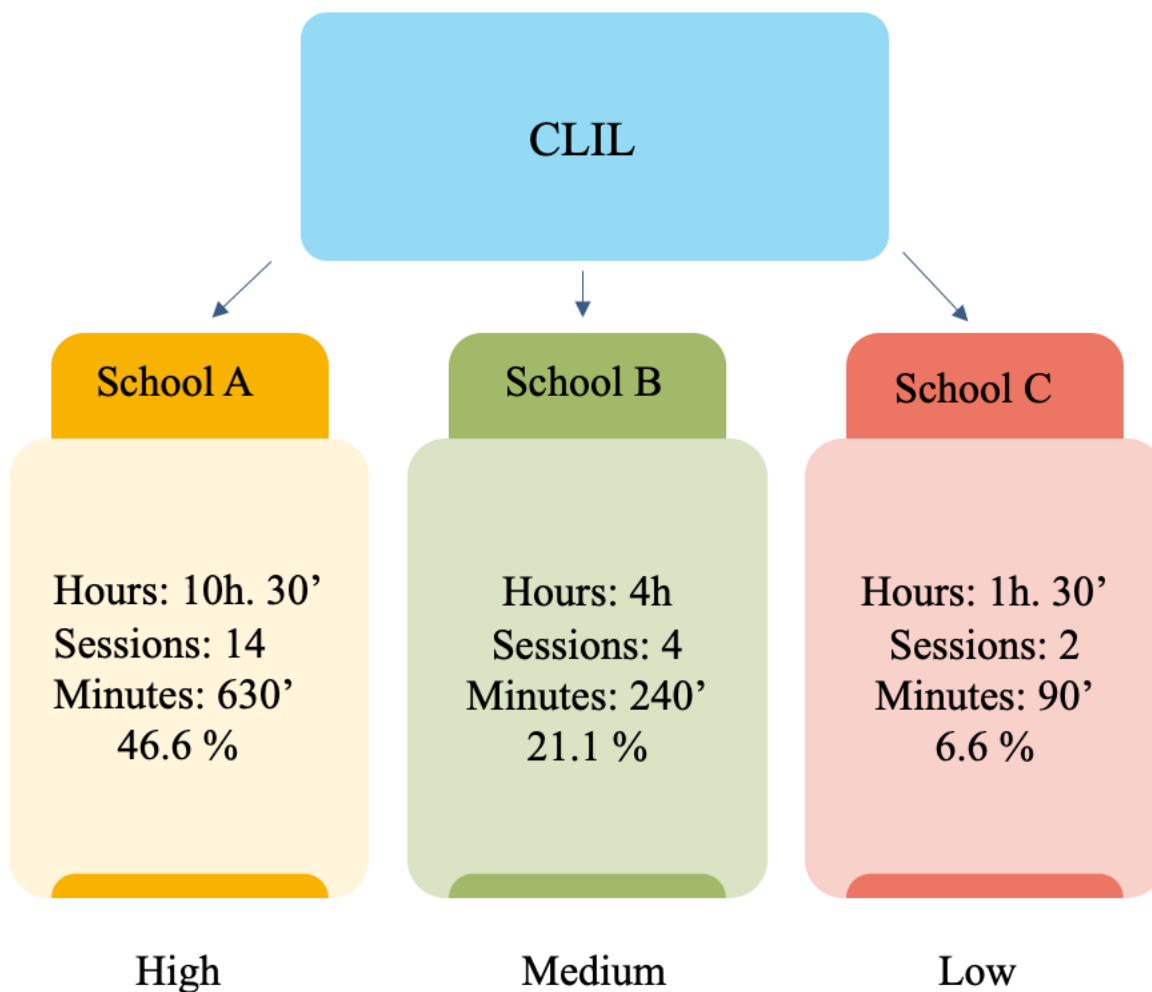 CLIL
School A
Hours: 10h. 30’
Sessions: 14
Minutes: 630’
46.6 %
High
School B
Hours: 4h
Sessions: 4
Minutes: 240’
21.1 %
Medium
School C
Hours: 1h. 30’
Sessions: 2
Minutes: 90’
6.6 %
Low